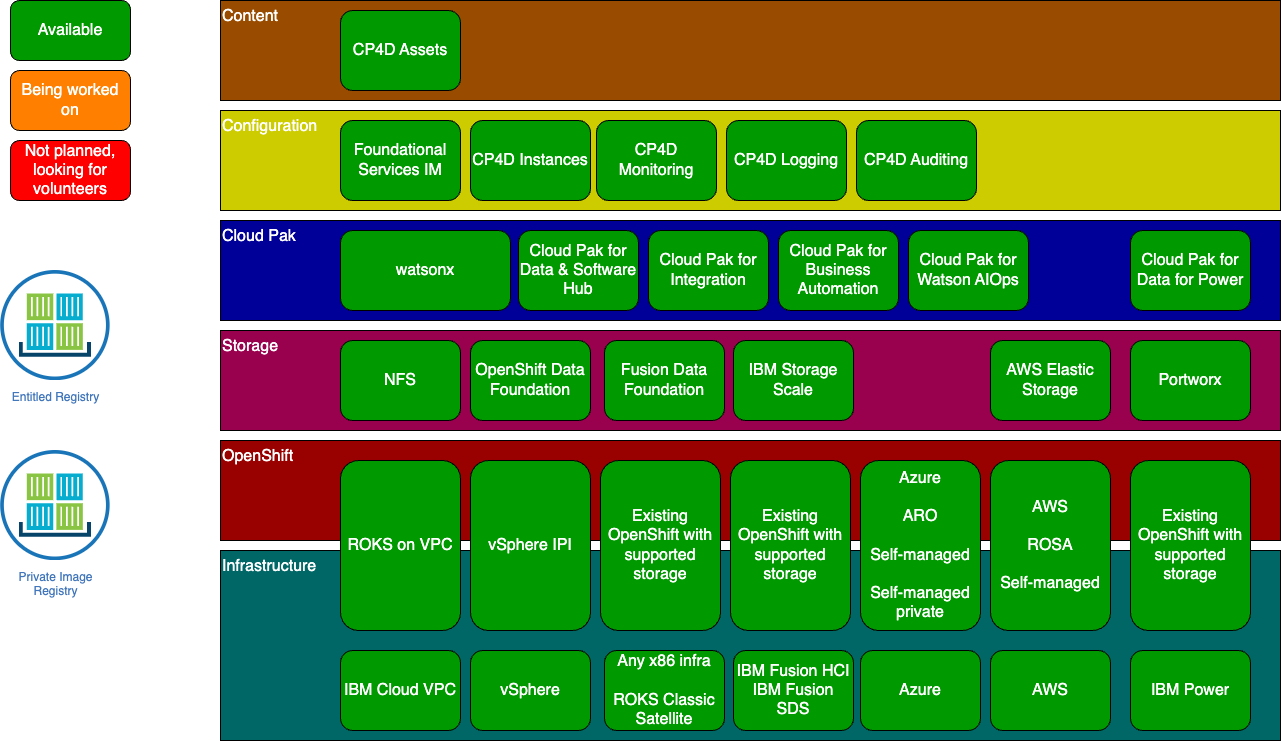 Available
Being worked
on
Not planned,
looking for
volunteers
Entitled Registry
Private Image
Registry
Content
CP4D Assets
Configuration
Foundational
Services IM
CP4D Instances
CP4D
Monitoring
CP4D Logging
CP4D Auditing
Cloud Pak
watsonx
Cloud Pak for
Data & Software
Hub
Cloud Pak for
Integration
Cloud Pak for
Business
Automation
Cloud Pak for
Watson AIOps
Cloud Pak for
Data for Power
Storage
NFS
OpenShift Data
Foundation
Fusion Data
Foundation
IBM Storage
Scale
AWS Elastic
Storage
Portworx
OpenShift
Infrastructure
ROKS on VPC
vSphere IPI
Existing
OpenShift with
supported
storage
Existing
OpenShift with
supported
storage
Azure
ARO
Self-managed
Self-managed
private
AWS
ROSA
Self-managed
Existing
OpenShift with
supported
storage
IBM Cloud VPC
vSphere
Any x86 infra
ROKS Classic
Satellite
IBM Fusion HCI
IBM Fusion
SDS
Azure
AWS
IBM Power